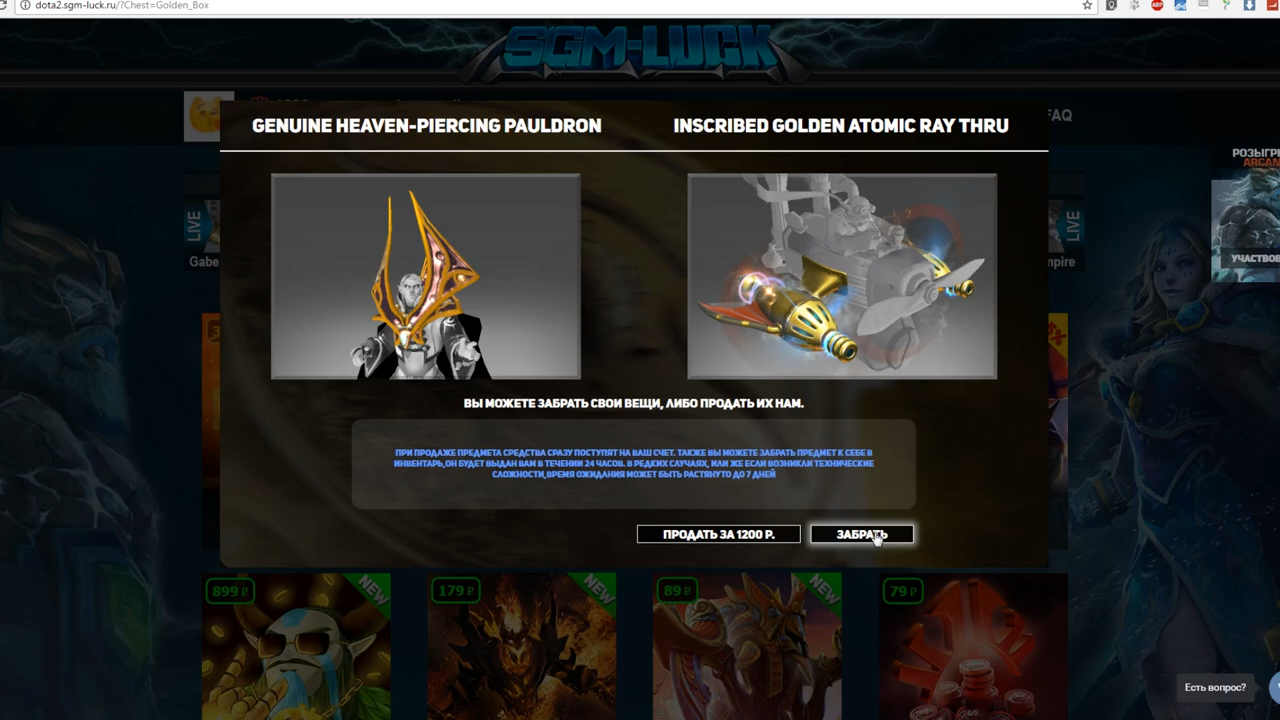 dota2.sgm-luck.ru/?Chest=Golden_Box
SGM-LUCK
FAQ
GENUINE HEAVEN-PIERCING PAULDRON
INSCRIBED GOLDEN ATOMIC RAY THRU
LIVE
LIVE
ВЫ МОЖЕТЕ ЗАБРАТЬ СВОИ ВЕЩИ, ЛИБО ПРОДАТЬ ИХ НАМ.
ПРИ ПРОДАЖЕ ПРЕДМЕТА СРЕДСТВА СРАЗУ ПОСТУПЯТ НА ВАШ СЧЕТ. ТАКЖЕ ВЫ МОЖЕТЕ ЗАБРАТЬ ПРЕДМЕТ К СЕБЕ В
ИНВЕНТАРЬ,ОН БУДЕТ ВЫДАН ВАМ В ТЕЧЕНИИ 24 ЧАСОВ. В РЕДКИХ СЛУЧАЯХ, ИЛИ ЖЕ ЕСЛИ ВОЗНИКЛИ ТЕХНИЧЕСКИЕ
СЛОЖНОСТИ,ВРЕМЯ ОЖИДАНИЯ МОЖЕТ БЫТЬ РАСТЯНУТО ДО 7 ДНЕЙ
ПРОДАТЬ ЗА 1200 Р.
ЗАБРАТЬ
899 ₽
NEW
179 ₽
NEW
89 ₽
NEW
79 ₽
Есть вопрос?